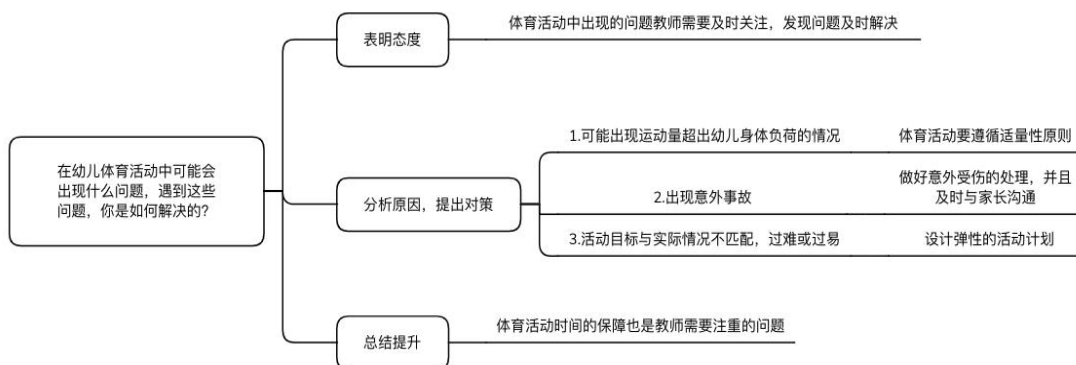 表明态度
体育活动中出现的问题教师需要及时关注，发现问题及时解决
在幼儿体育活动中可能会
出现什么问题，遇到这些
问题，你是如何解决的?
分析原因，提出对策
1.可能出现运动量超出幼儿身体负荷的情况
体育活动要遵循适量性原则
2.出现意外事故
做好意外受伤的处理，并且
及时与家长沟通
3.活动目标与实际情况不匹配，过难或过易
设计弹性的活动计划
总结提升
体育活动时间的保障也是教师需要注重的问题